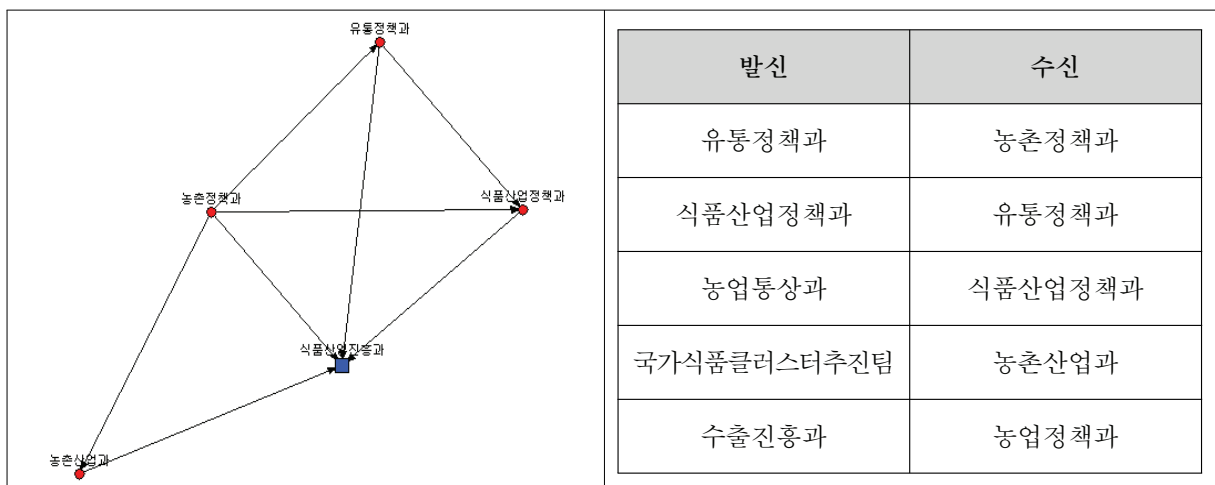 유통정책과
농촌정책과
식품산업정책과
식품산업진흥과
농촌산업과
발신 수신
유통정책과 농촌정책과
식품산업정책과 유통정책과
농업통상과 식품산업정책과
국가식품클러스터추진팀 농촌산업과
수출진흥과 농업정책과